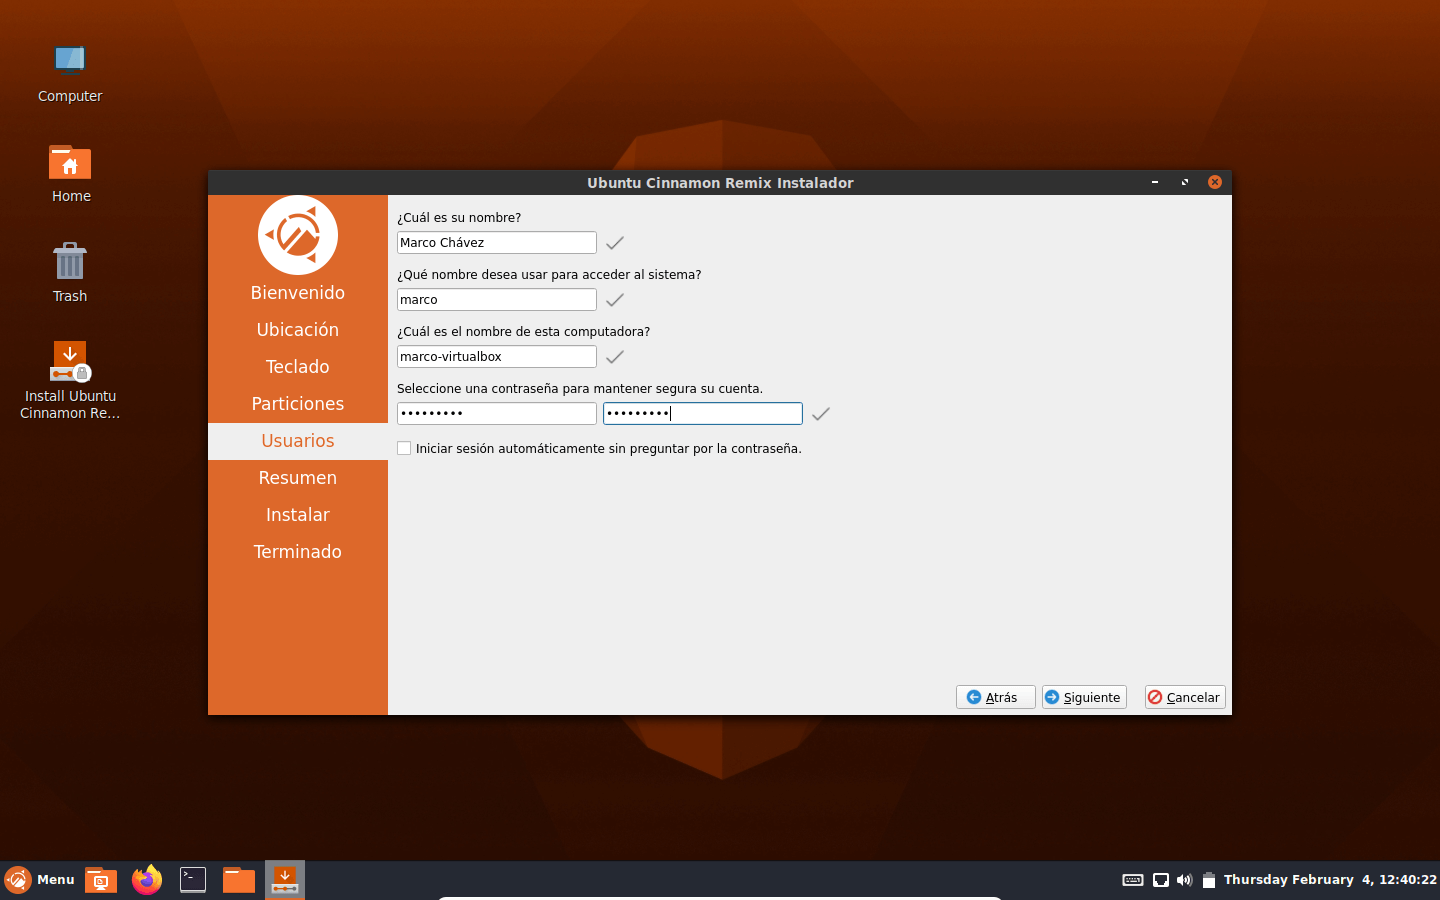 Computer
Home
Trash
Install Ubuntu
Cinnamon Re...
Ubuntu Cinnamon Remix Instalador
Bienvenido
Ubicación
Teclado
Particiones
Usuarios
Resumen
Instalar
Terminado
¿Cuál es su nombre?
Marco Chávez
¿Qué nombre desea usar para acceder al sistema?
marco
¿Cuál es el nombre de esta computadora?
marco-virtualbox
Seleccione una contraseña para mantener segura su cuenta.
••••••••• •••••••••
Iniciar sesión automáticamente sin preguntar por la contraseña.
Atrás Siguiente Cancelar
Menu Thursday February 4, 12:40:22